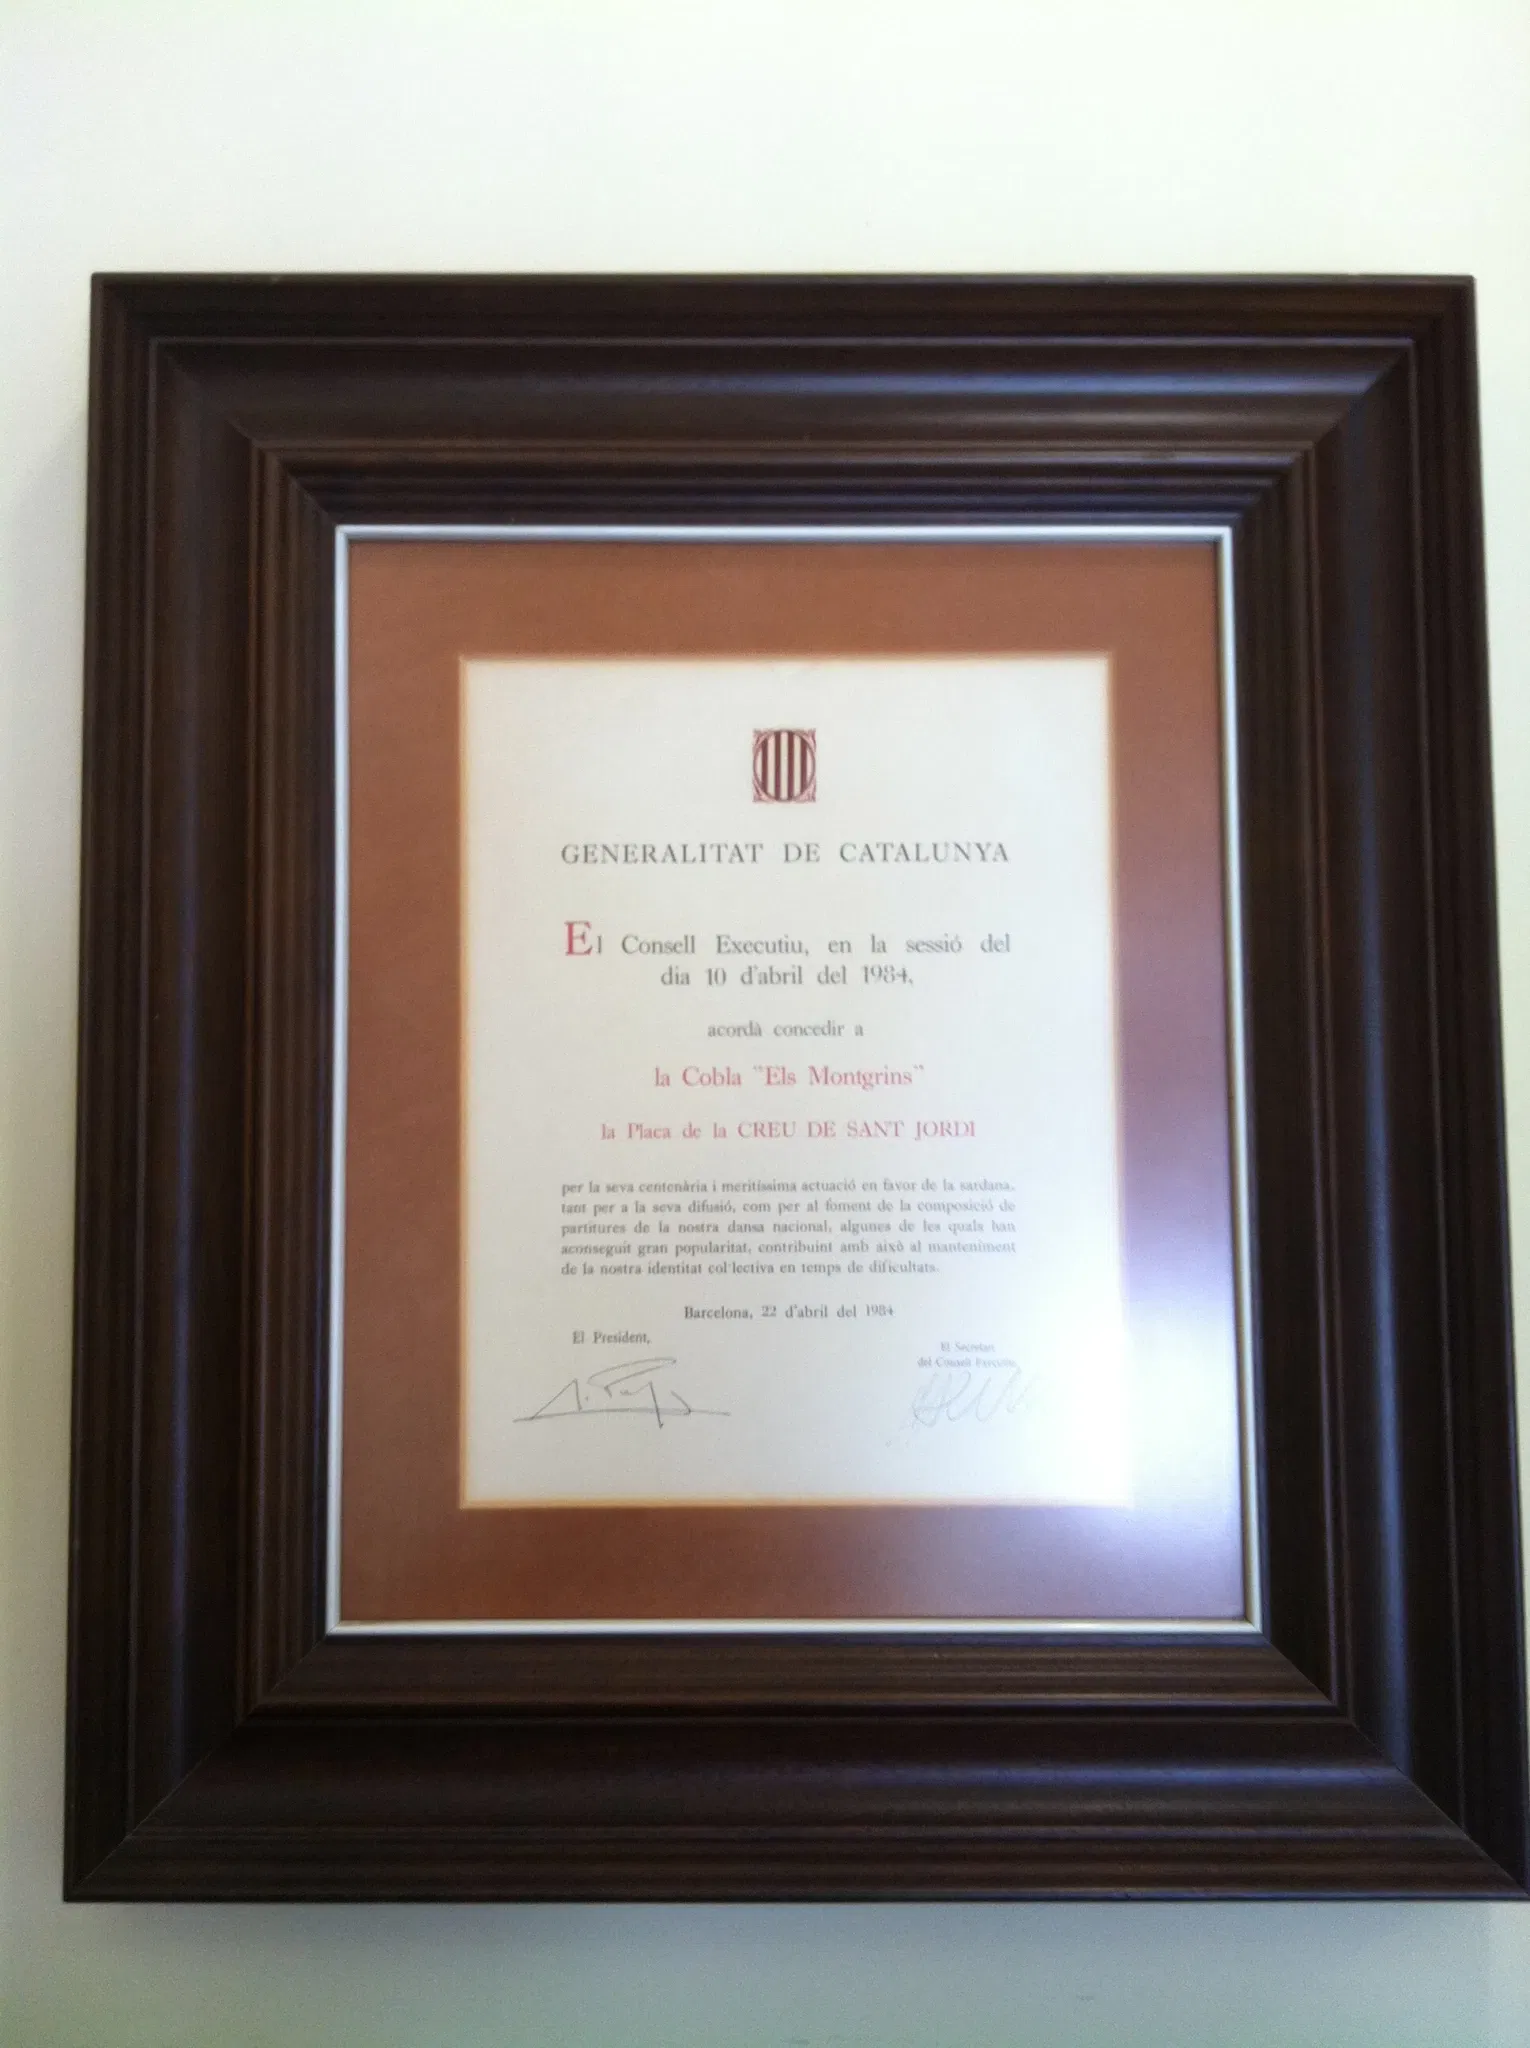 GENERALITAT DE CATALUNYA
El Consell Executiu, en la sessió del
dia 10 d'abril del 1984,
acordà concedir a
la Cobla "Els Montgrins"
la Placa de la CREU DE SANT JORDI
per la seva centenària i meritíssima actuació en favor de la sardana,
tant per a la seva difusió, com per al foment de la composició de
partitures de la nostra dansa nacional, algunes de les quals han
aconseguit gran popularitat, contribuint amb això al manteniment
de la nostra identitat col·lectiva en temps de dificultats.
Barcelona, 22 d'abril del 1984
El President,
El Secretari
del Consell Executiu,